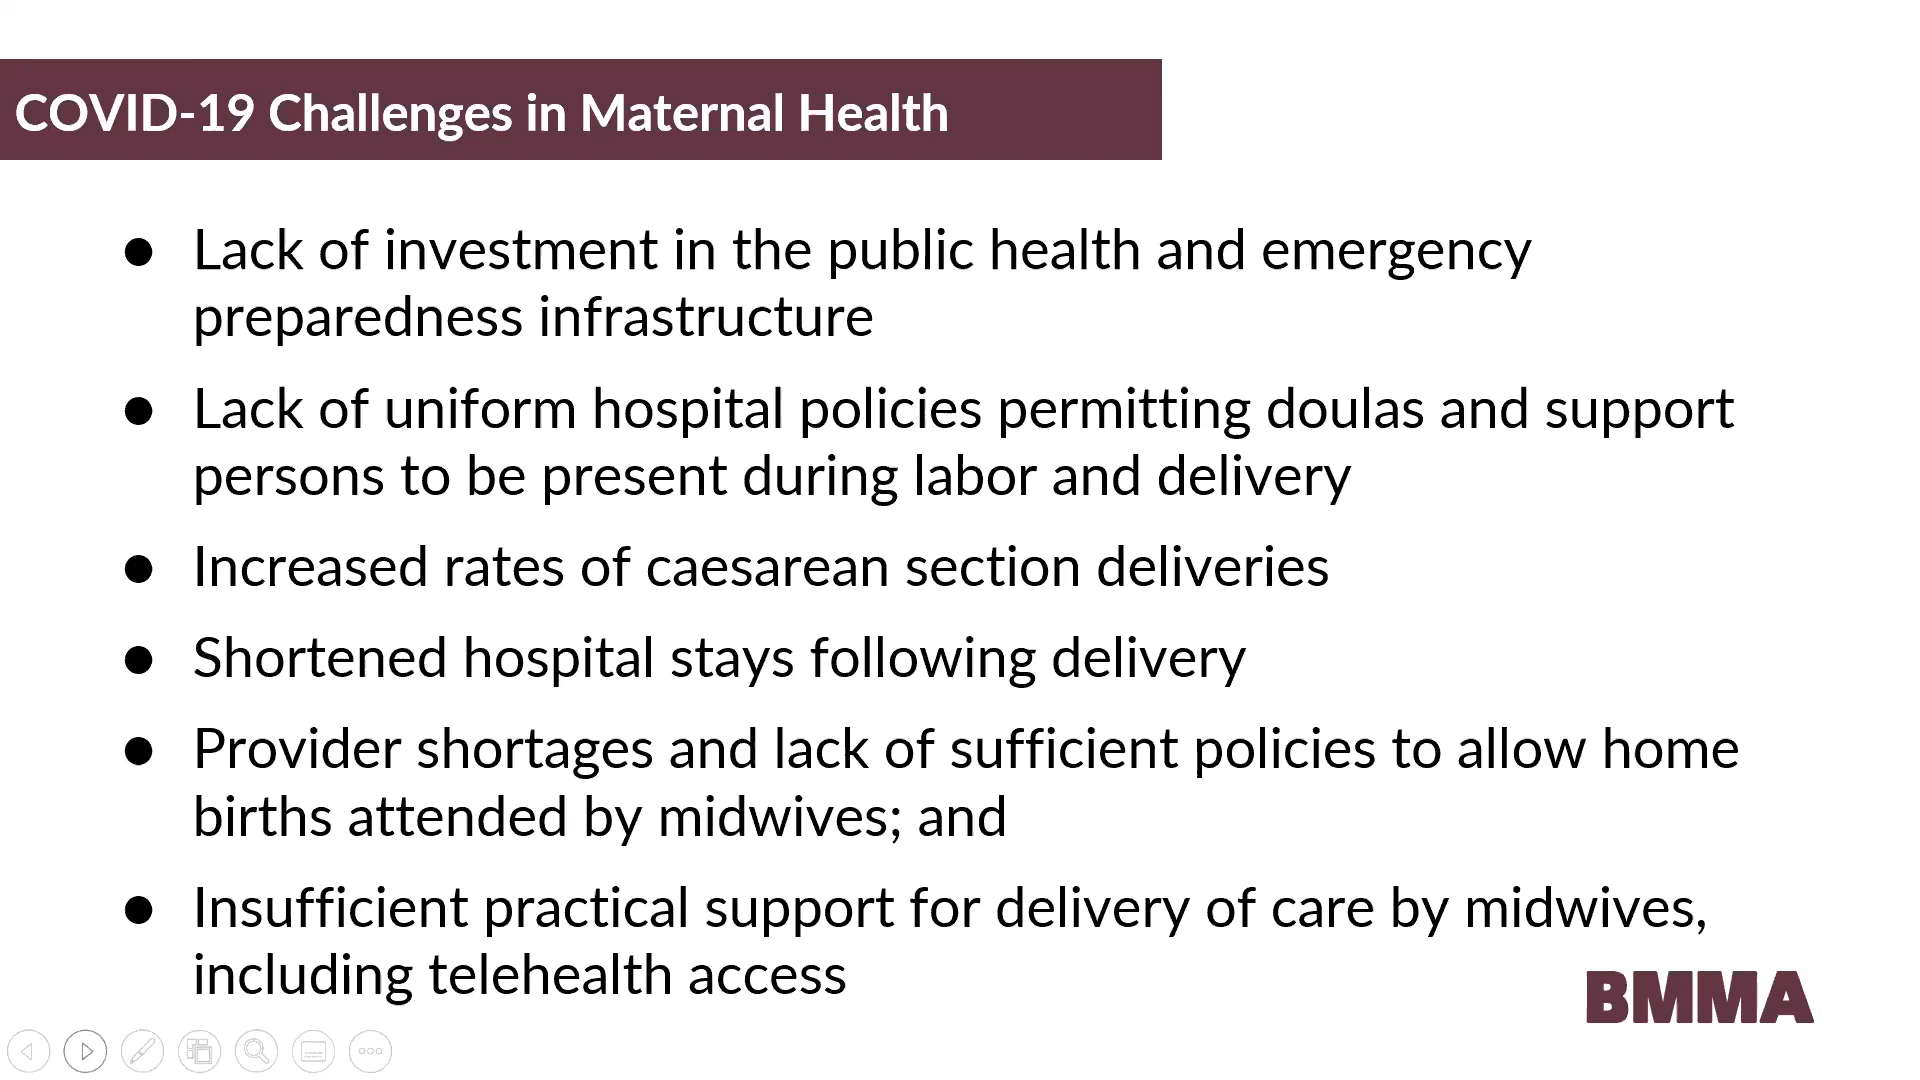 COVID-19 Challenges in Maternal Health
● Lack of investment in the public health and emergency
preparedness infrastructure
● Lack of uniform hospital policies permitting doulas and support
persons to be present during labor and delivery
● Increased rates of caesarean section deliveries
● Shortened hospital stays following delivery
● Provider shortages and lack of sufficient policies to allow home
births attended by midwives; and
● Insufficient practical support for delivery of care by midwives,
including telehealth access
BMMA